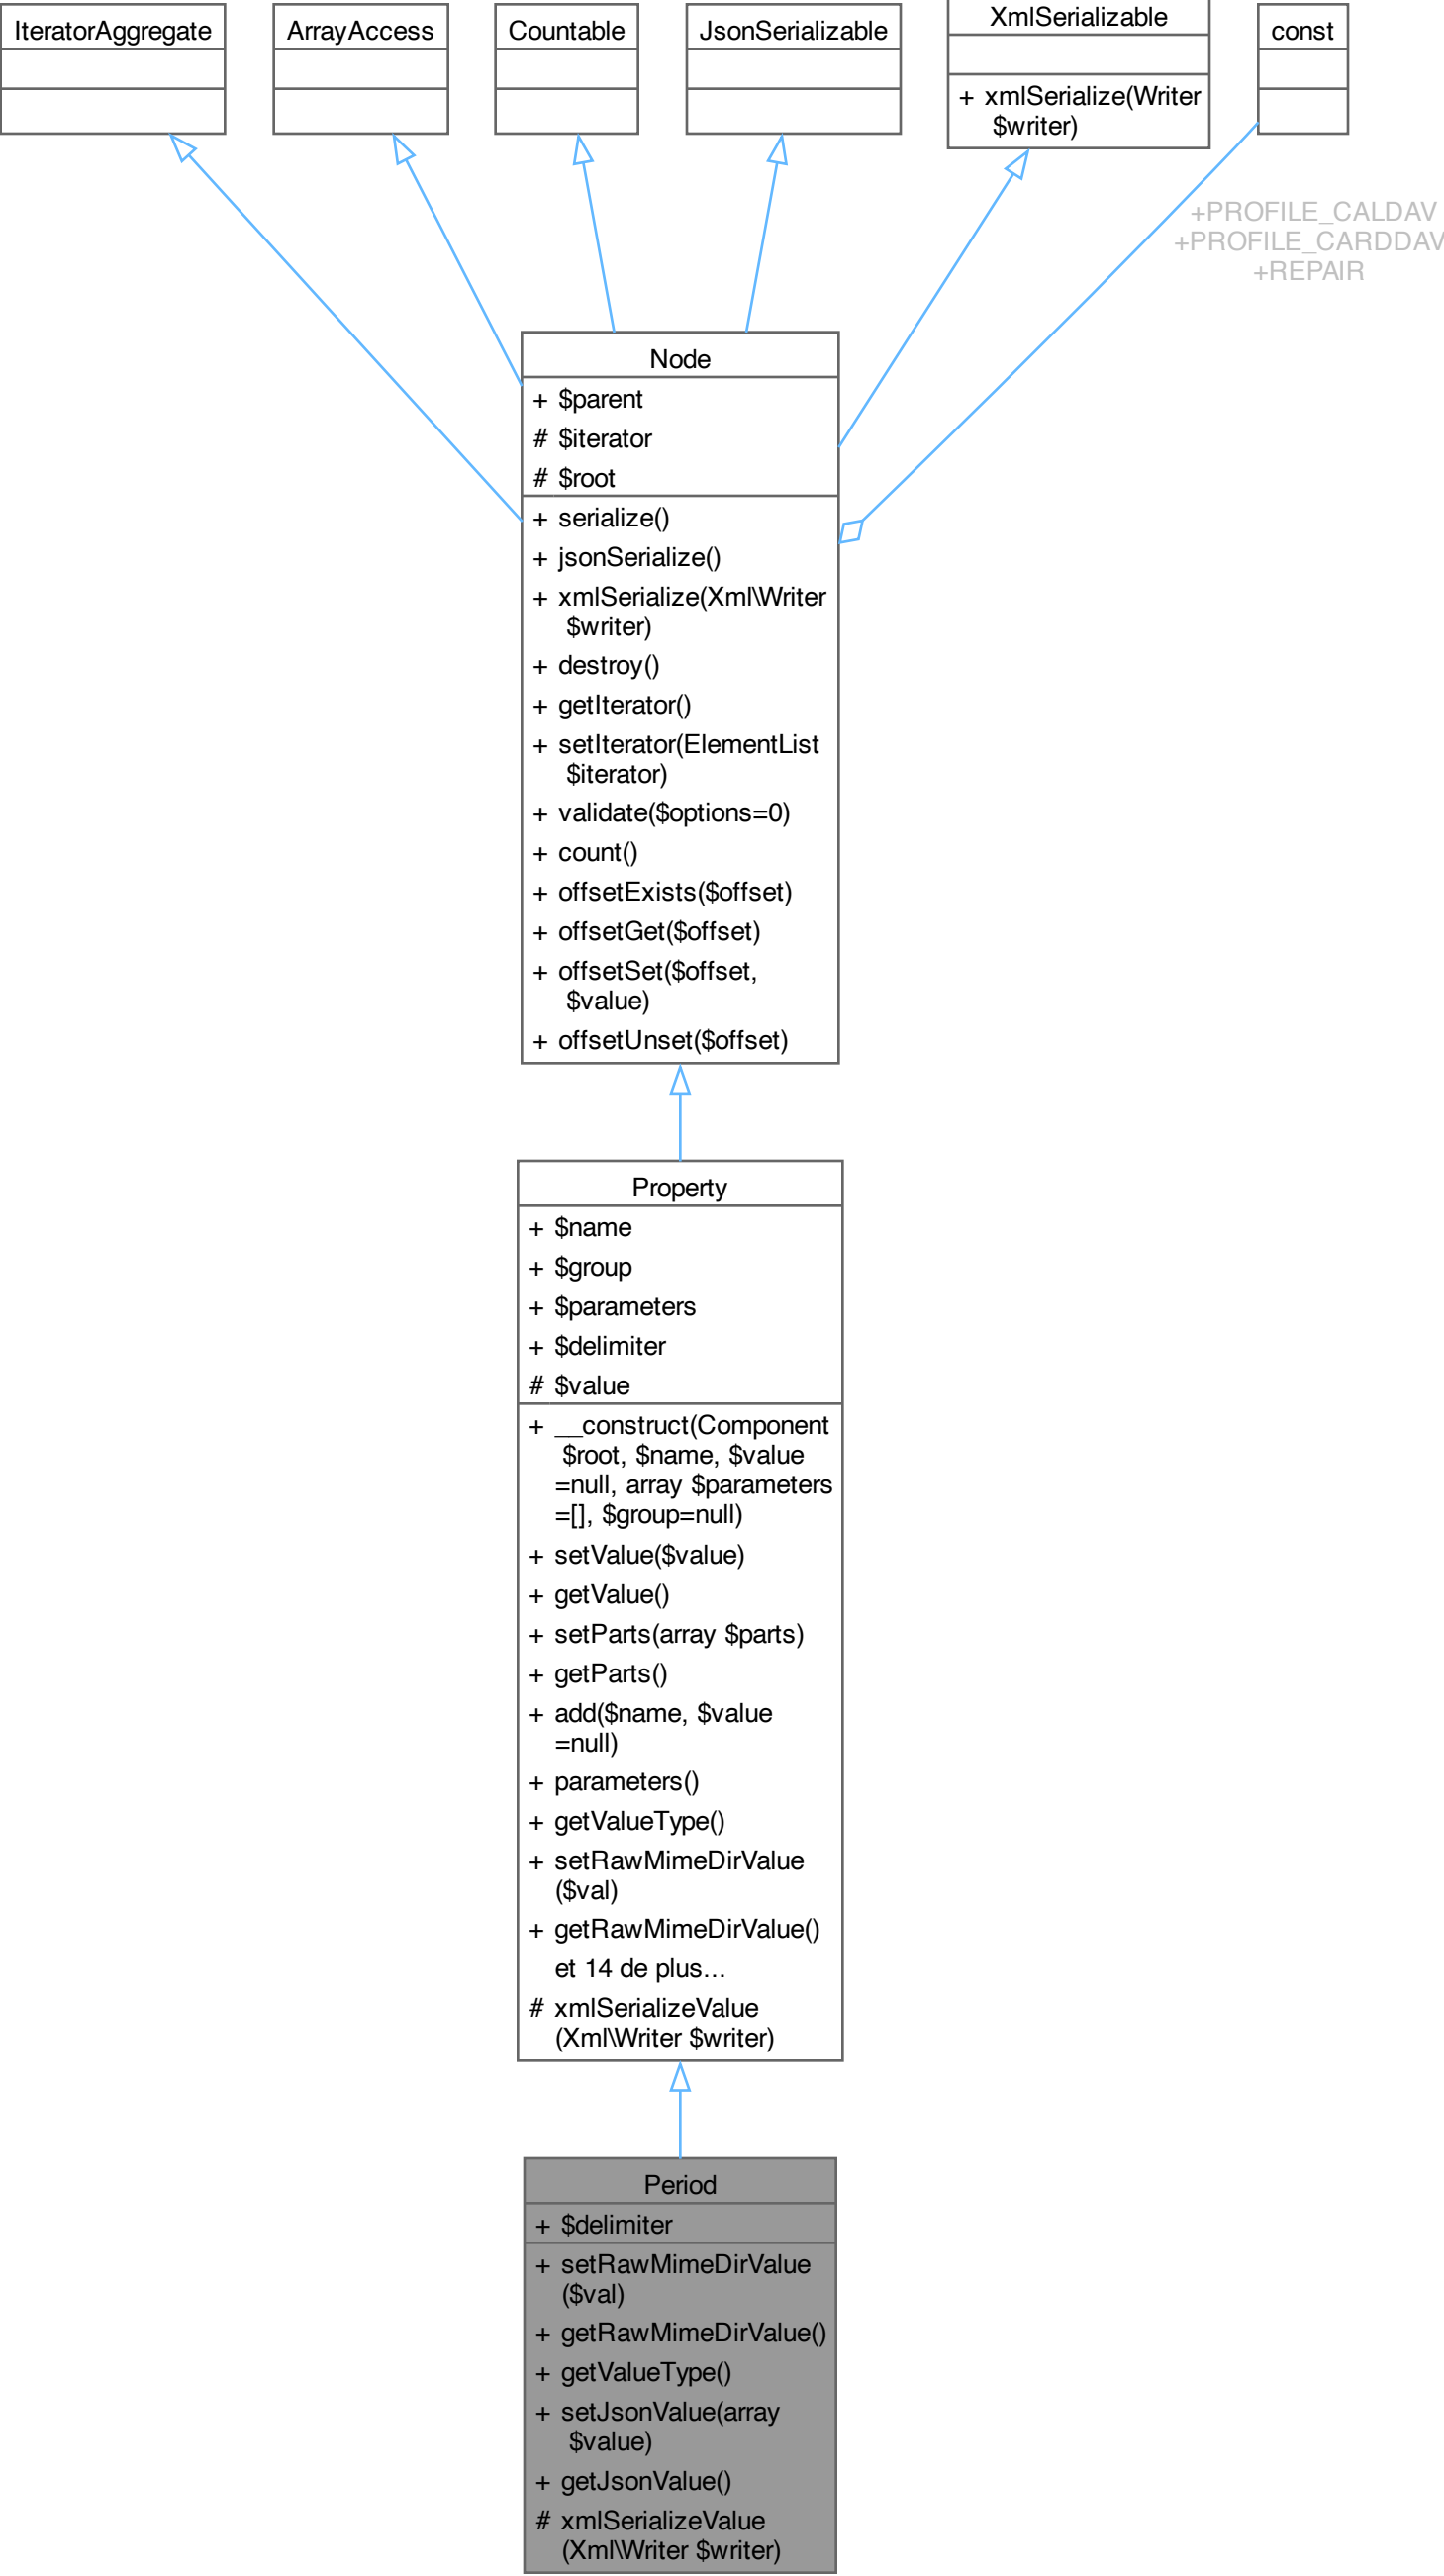 IteratorAggregate
ArrayAccess
Countable
JsonSerializable
XmlSerializable
+ xmlSerialize(Writer
$writer)
const
+PROFILE_CALDAV
+PROFILE_CARDDAV
+REPAIR
Node
+ $parent
# $iterator
# $root
+ serialize()
+ jsonSerialize()
+ xmlSerialize(Xml\Writer
$writer)
+ destroy()
+ getIterator()
+ setIterator(ElementList
$iterator)
+ validate($options=0)
+ count()
+ offsetExists($offset)
+ offsetGet($offset)
+ offsetSet($offset,
$value)
+ offsetUnset($offset)
Property
+ $name
+ $group
+ $parameters
+ $delimiter
# $value
+ __construct(Component
$root, $name, $value
=null, array $parameters
=[], $group=null)
+ setValue($value)
+ getValue()
+ setParts(array $parts)
+ getParts()
+ add($name, $value
=null)
+ parameters()
+ getValueType()
+ setRawMimeDirValue
($val)
+ getRawMimeDirValue()
et 14 de plus...
# xmlSerializeValue
(Xml\Writer $writer)
Period
+ $delimiter
+ setRawMimeDirValue
($val)
+ getRawMimeDirValue()
+ getValueType()
+ setJsonValue(array
$value)
+ getJsonValue()
# xmlSerializeValue
(Xml\Writer $writer)